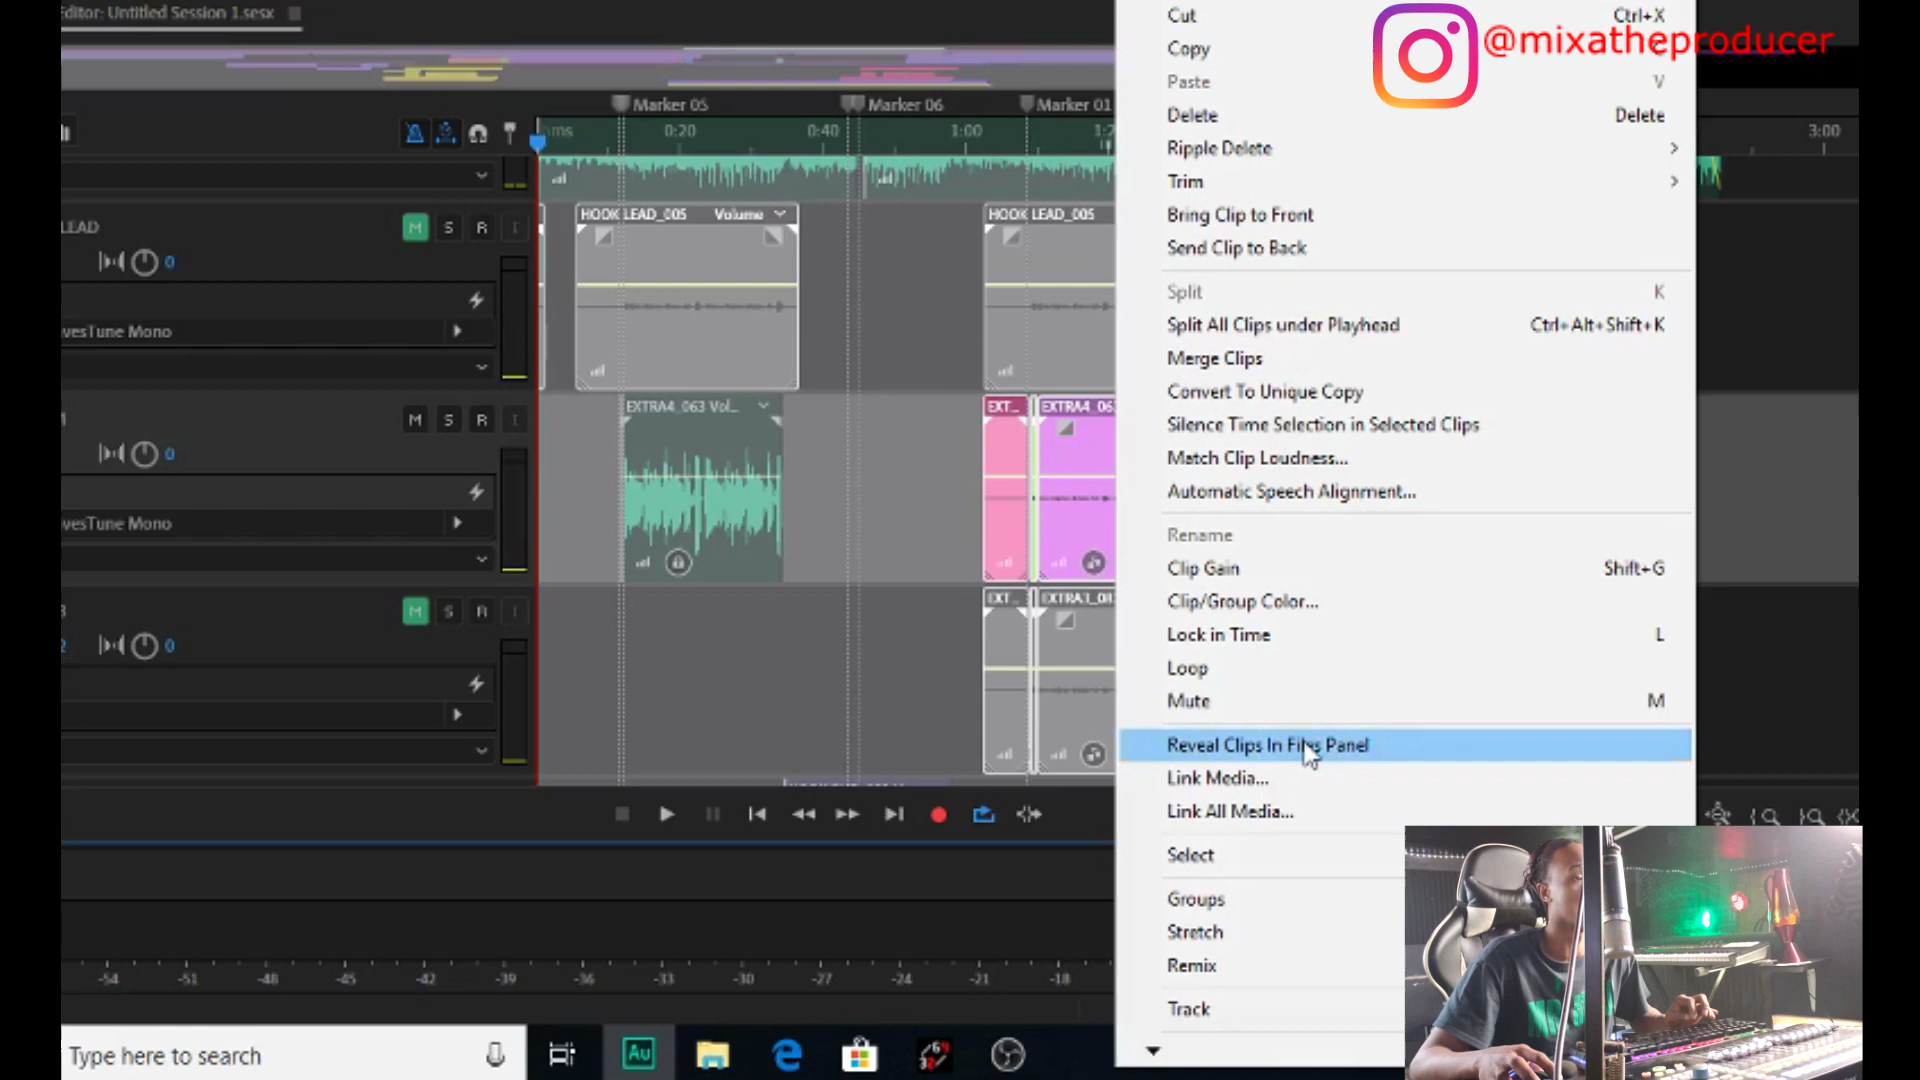 Editor: Untitled Session 1.sesx
@mixatheproducer
Marker 05
Marker 06
Marker 01
hms
0:20
0:40
1:00
3:00
LEAD
M S R I
0
vesTune Mono
HOOK LEAD_005 Volume
HOOK LEAD_005
M S R I
0
vesTune Mono
EXTRA4_063 Vol...
EXT...
M S R I
2
0
EXT...
Cut Ctrl+X
Copy
Paste V
Delete Delete
Ripple Delete
Trim
Bring Clip to Front
Send Clip to Back
Split K
Split All Clips under Playhead Ctrl+Alt+Shift+K
Merge Clips
Convert To Unique Copy
Silence Time Selection in Selected Clips
Match Clip Loudness...
Automatic Speech Alignment...
Rename
Clip Gain Shift+G
Clip/Group Color...
Lock in Time L
Loop
Mute M
Reveal Clips In Files Panel
Link Media...
Link All Media...
Select
Groups
Stretch
Remix
Track
-54 -51 -48 -45 -42 -39 -36 -33 -30 -27 -24 -21 -18
Type here to search
Au